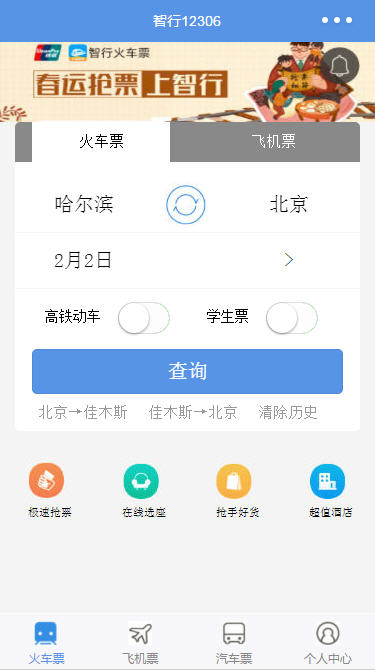 智行12306
UnionPay 银联 智行火车票
春运抢票上智行
火车票 飞机票
哈尔滨 北京
2月2日
高铁动车 学生票
查询
北京→佳木斯 佳木斯→北京 清除历史
极速抢票 在线选座 抢手好货 超值酒店
火车票 飞机票 汽车票 个人中心